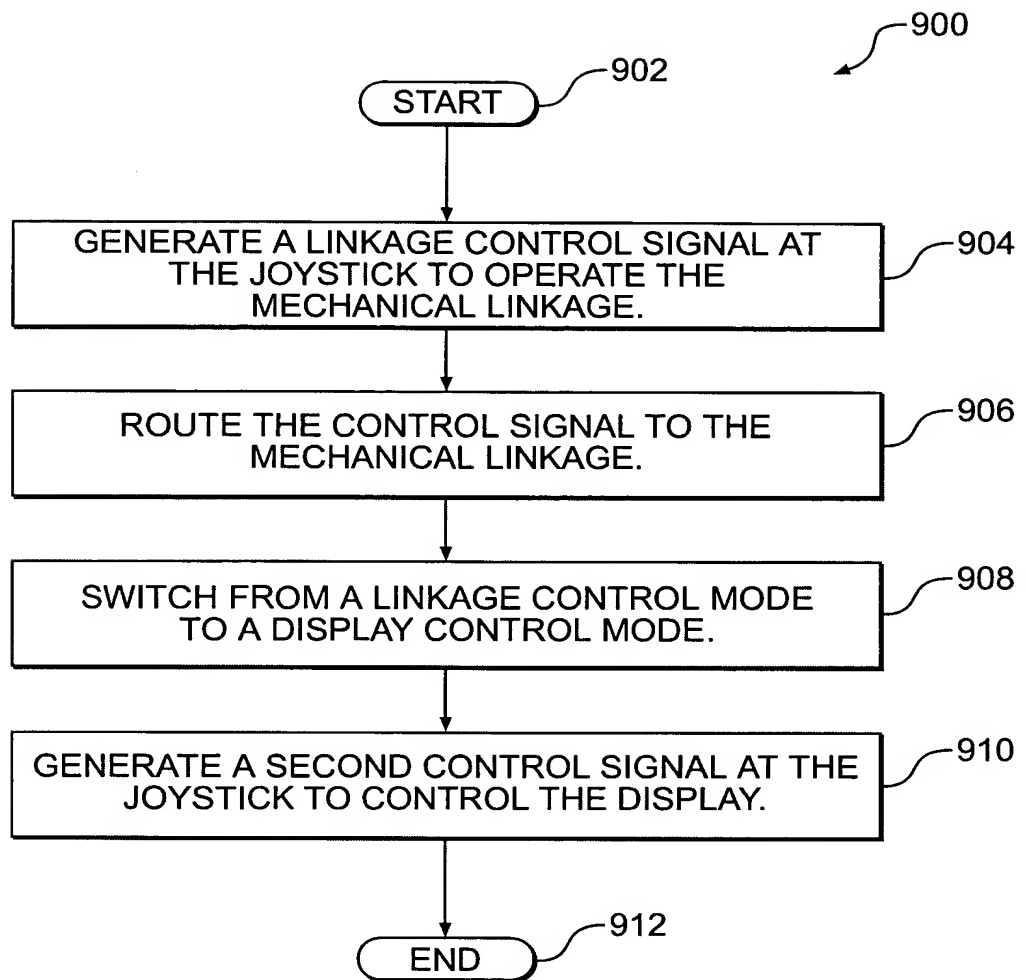 900
START
902
GENERATE A LINKAGE CONTROL SIGNAL AT
THE JOYSTICK TO OPERATE THE
MECHANICAL LINKAGE.
904
ROUTE THE CONTROL SIGNAL TO THE
MECHANICAL LINKAGE.
906
SWITCH FROM A LINKAGE CONTROL MODE
TO A DISPLAY CONTROL MODE.
908
GENERATE A SECOND CONTROL SIGNAL AT THE
JOYSTICK TO CONTROL THE DISPLAY.
910
END
912